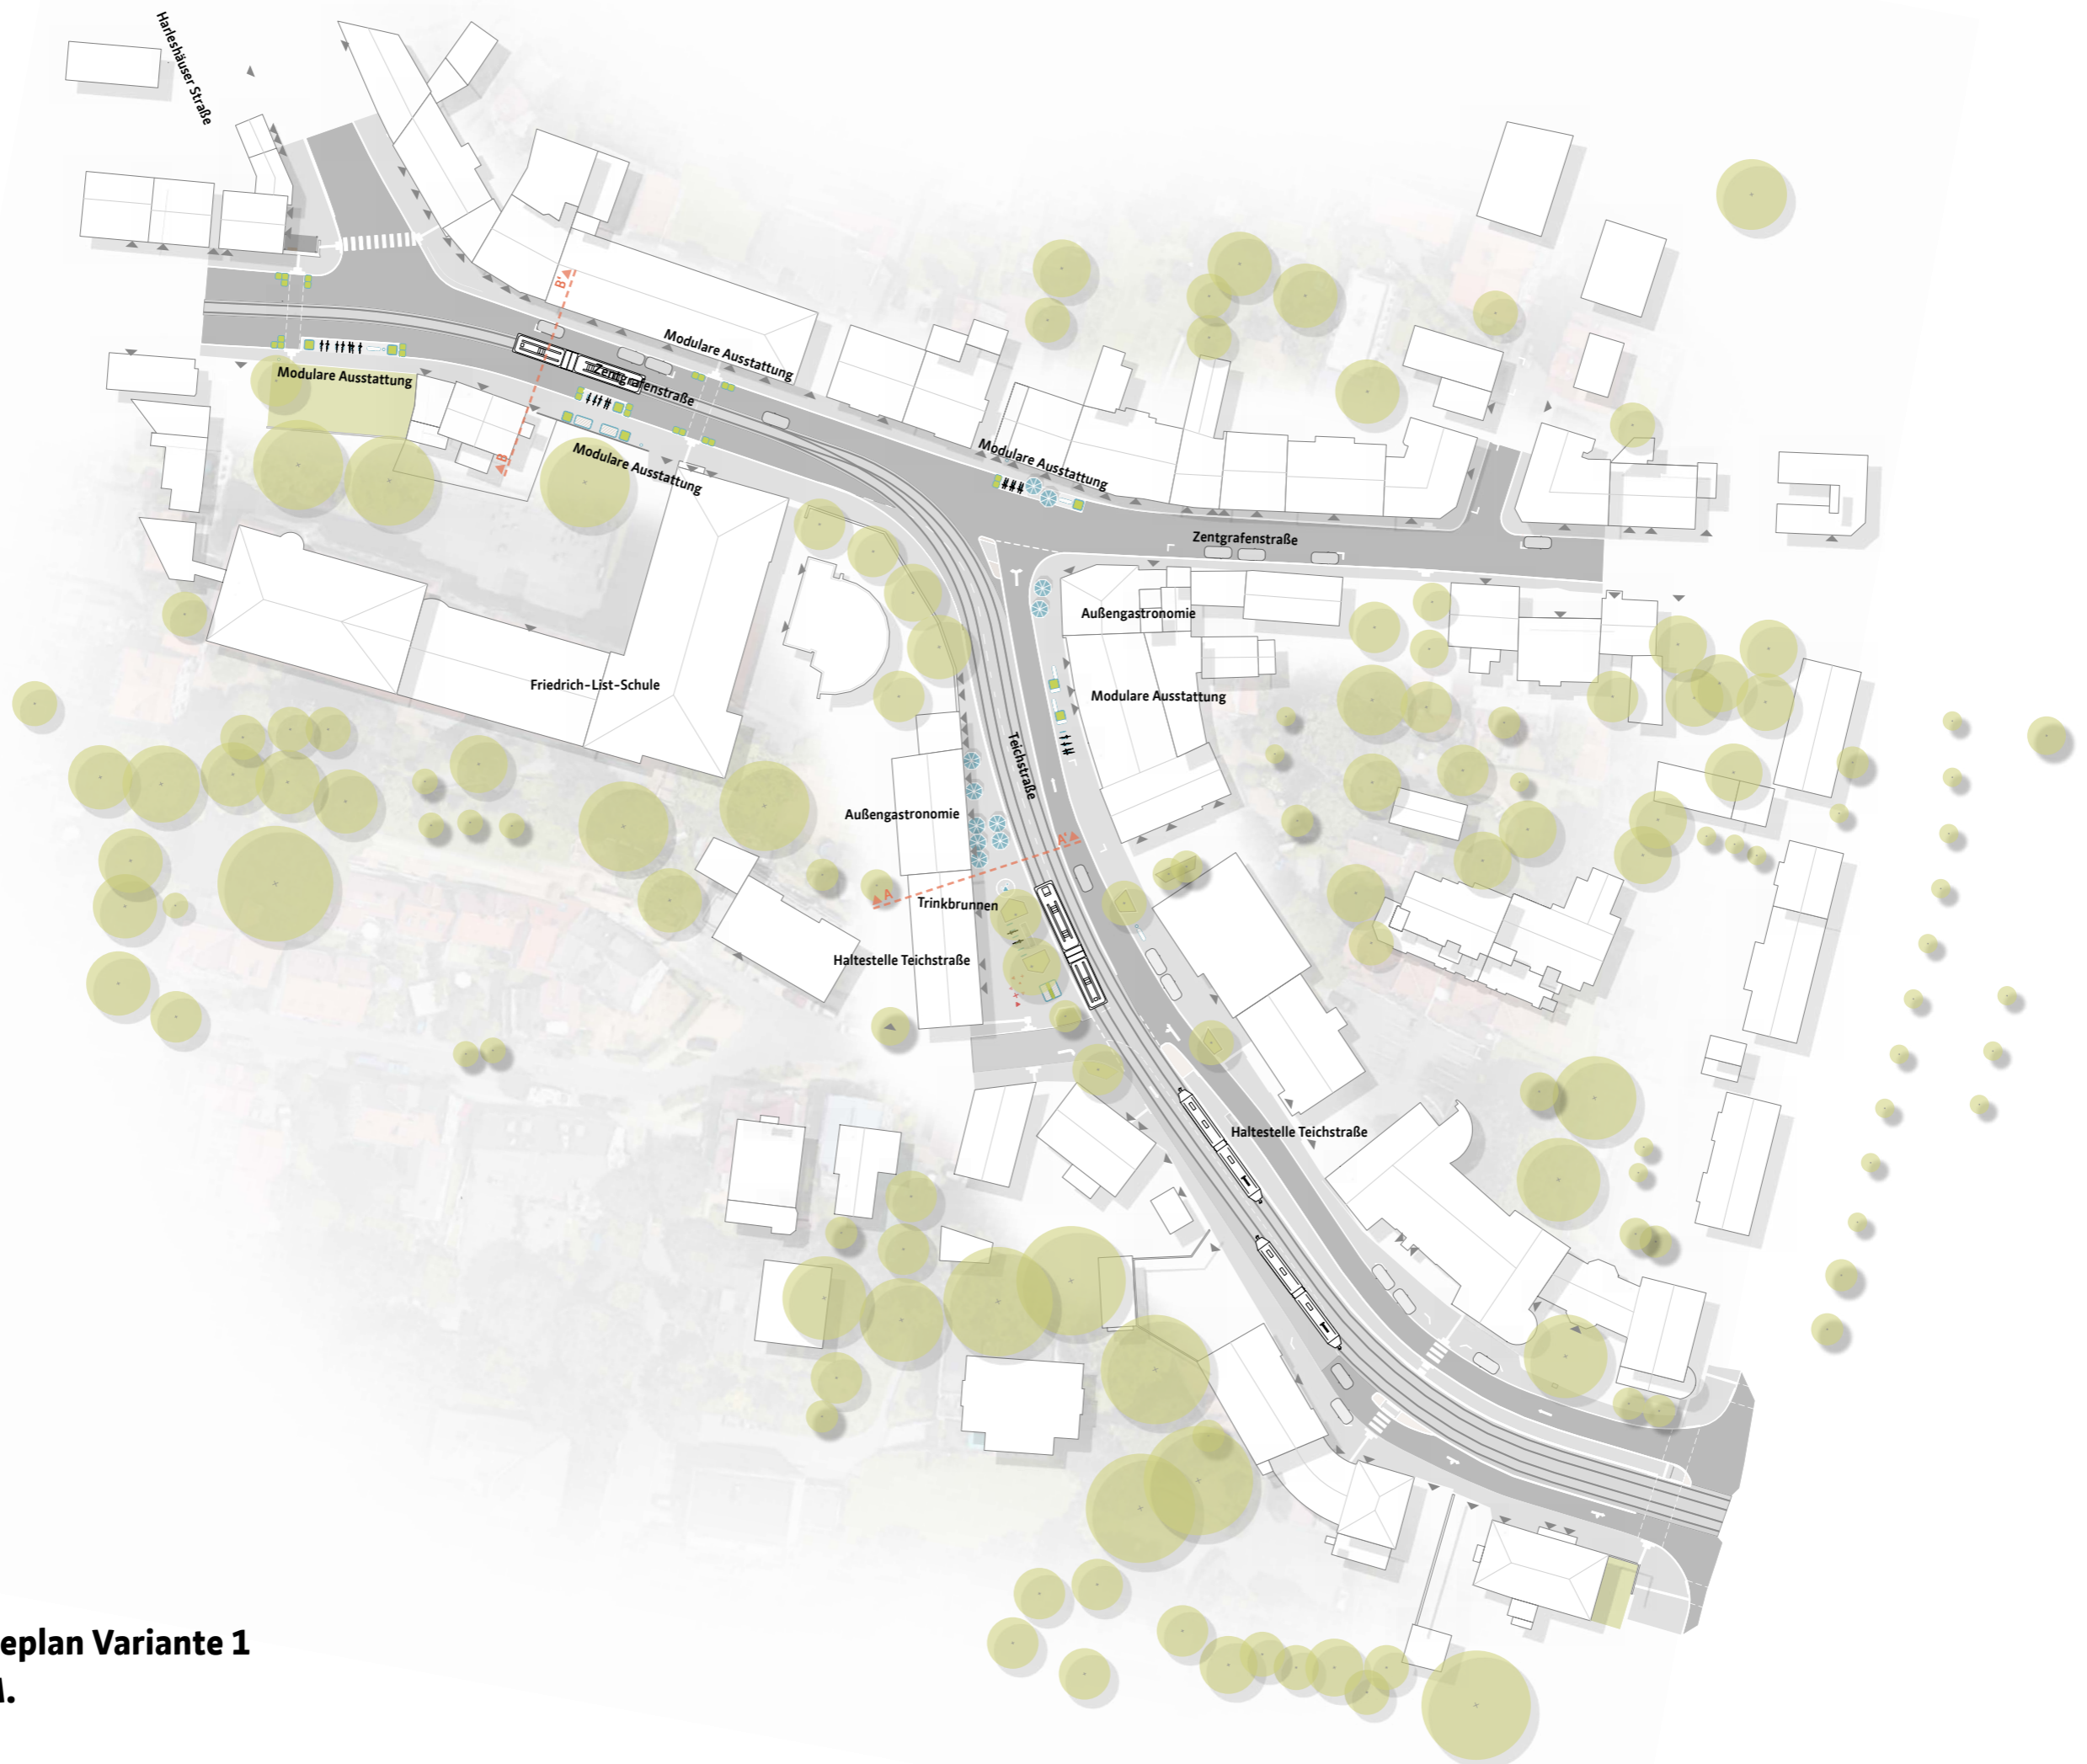 Harleshäuser Straße
B'
Modulare Ausstattung
Zentgrafenstraße
Modulare Ausstattung
B
Modulare Ausstattung
Modulare Ausstattung
Zentgrafenstraße
Außengastronomie
Friedrich-List-Schule
Modulare Ausstattung
Teichstraße
Außengastronomie
A'
A
Trinkbrunnen
Haltestelle Teichstraße
Haltestelle Teichstraße
eplan Variante 1